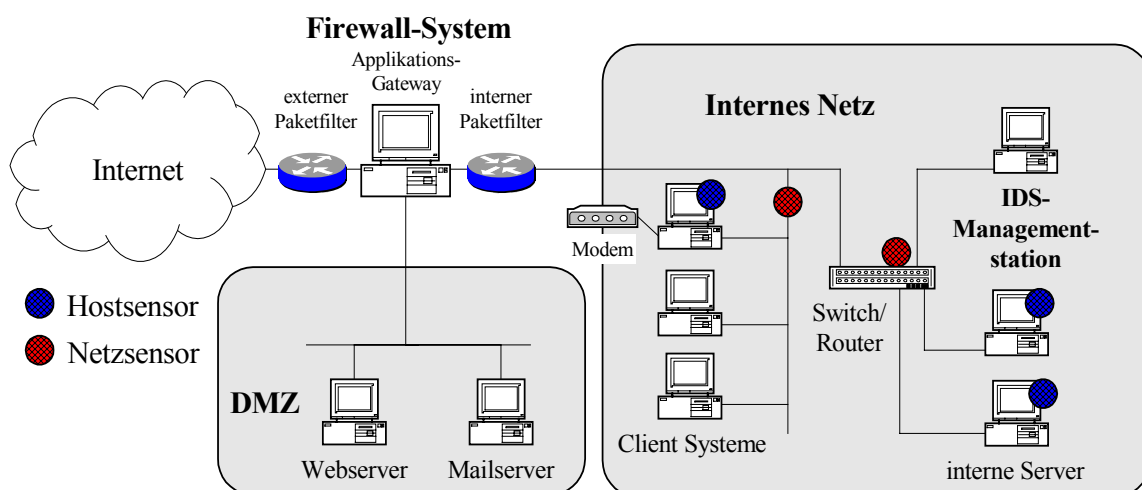 Firewall-System
Applikations-
Gateway
externer
Paketfilter
interner
Paketfilter
Internet
Internes Netz
IDS-
Management-
station
Modem
Switch/
Router
Hostsensor
Netzsensor
DMZ
Webserver
Mailserver
Client Systeme
interne Server